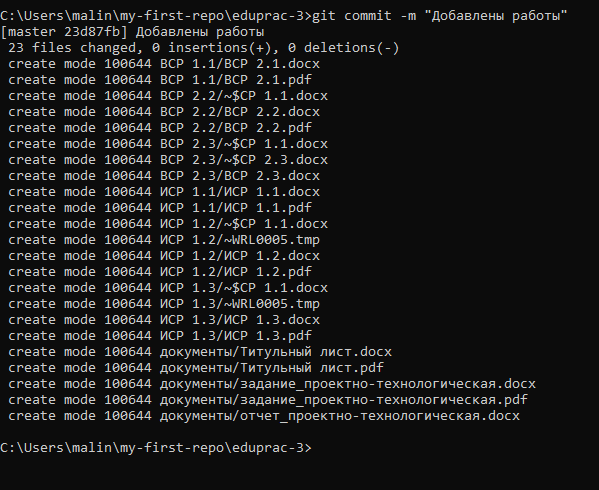 C:\Users\malin\my-first-repo\eduprac-3>git commit -m "Добавлены работы"
[master 23d87fb] Добавлены работы
 23 files changed, 0 insertions(+), 0 deletions(-)
 create mode 100644 ВСР 1.1/ВСР 2.1.docx
 create mode 100644 ВСР 1.1/ВСР 2.1.pdf
 create mode 100644 ВСР 2.2/~$СР 1.1.docx
 create mode 100644 ВСР 2.2/ВСР 2.2.docx
 create mode 100644 ВСР 2.2/ВСР 2.2.pdf
 create mode 100644 ВСР 2.3/~$СР 1.1.docx
 create mode 100644 ВСР 2.3/~$СР 2.3.docx
 create mode 100644 ВСР 2.3/ВСР 2.3.docx
 create mode 100644 ИСР 1.1/ИСР 1.1.docx
 create mode 100644 ИСР 1.1/ИСР 1.1.pdf
 create mode 100644 ИСР 1.2/~$СР 1.1.docx
 create mode 100644 ИСР 1.2/~WRL0005.tmp
 create mode 100644 ИСР 1.2/ИСР 1.2.docx
 create mode 100644 ИСР 1.2/ИСР 1.2.pdf
 create mode 100644 ИСР 1.3/~$СР 1.1.docx
 create mode 100644 ИСР 1.3/~WRL0005.tmp
 create mode 100644 ИСР 1.3/ИСР 1.3.docx
 create mode 100644 ИСР 1.3/ИСР 1.3.pdf
 create mode 100644 документы/Титульный лист.docx
 create mode 100644 документы/Титульный лист.pdf
 create mode 100644 документы/задание_проектно-технологическая.docx
 create mode 100644 документы/задание_проектно-технологическая.pdf
 create mode 100644 документы/отчет_проектно-технологическая.docx
C:\Users\malin\my-first-repo\eduprac-3>